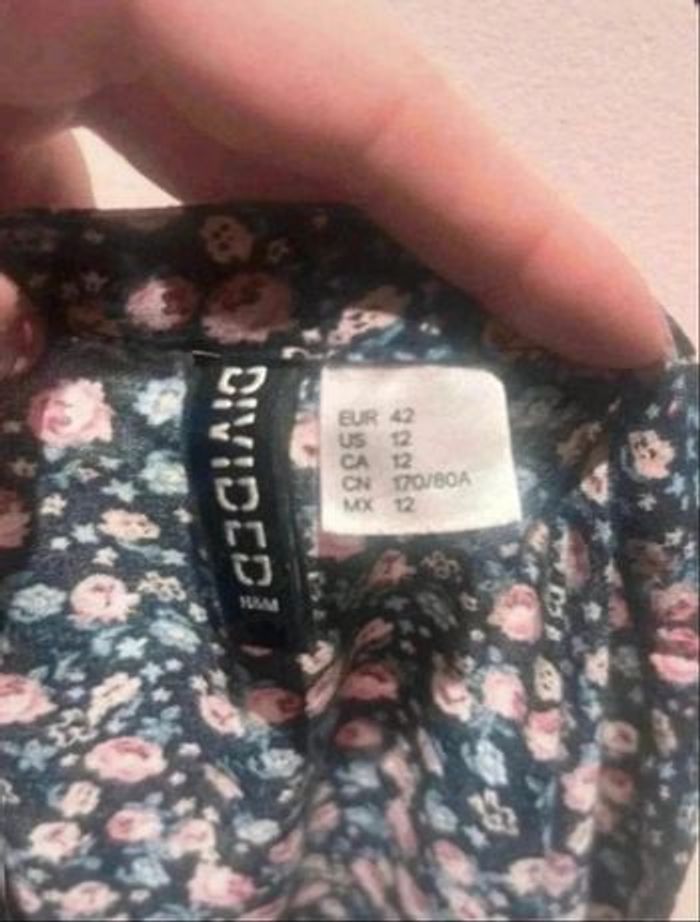 DIVIDED
H&M
EUR 42
US 12
CA 12
CN 170/80A
MX 12